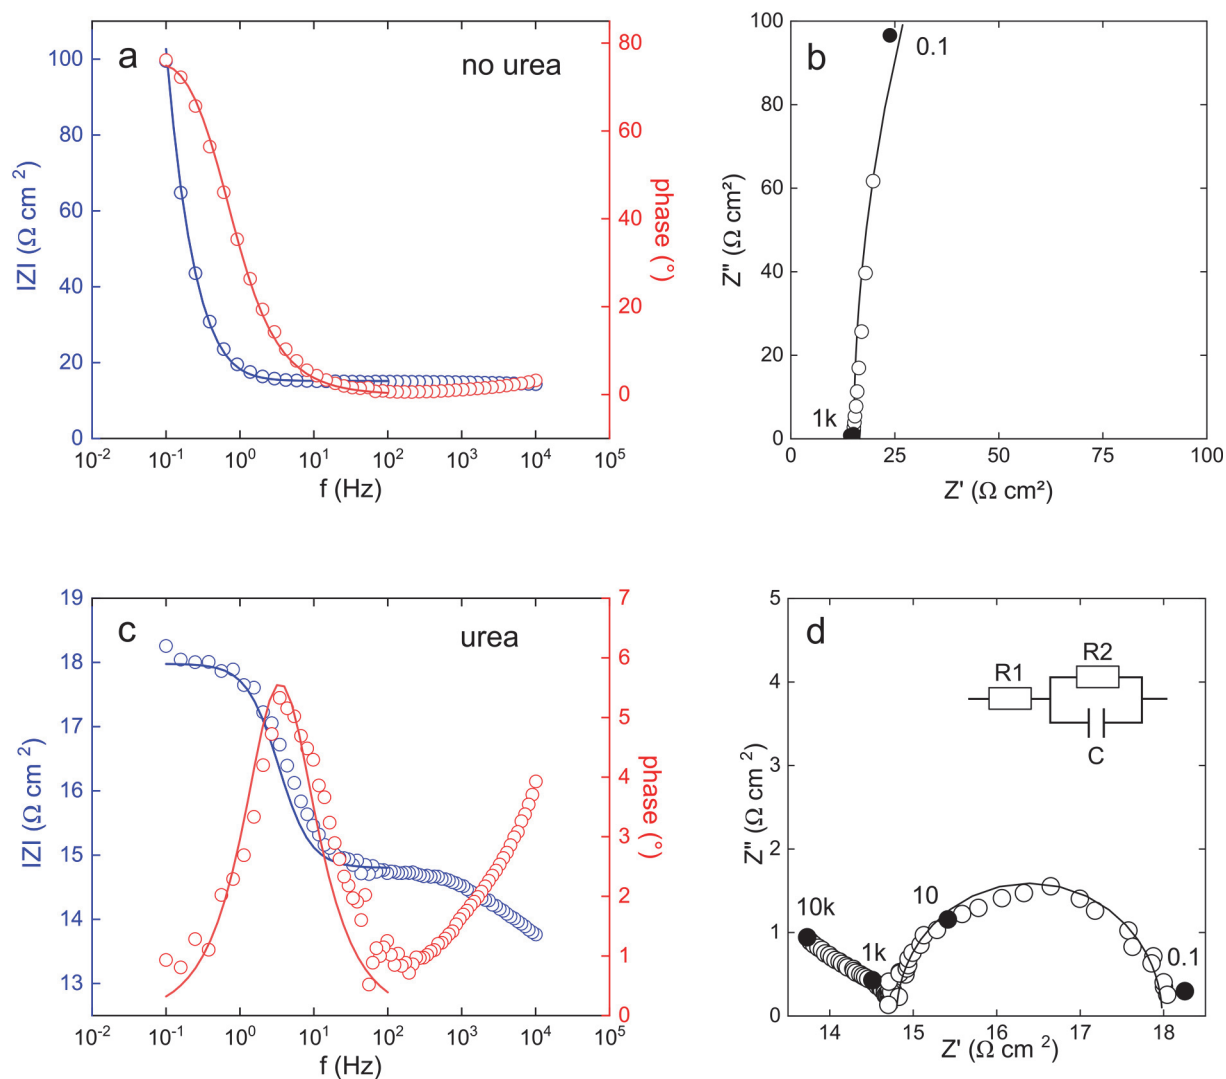 a
no urea
|Z| (Ω cm 2)
100
80
60
40
20
0
phase (°)
80
60
40
20
0
10-2 10-1 100 101 102 103 104 105
f (Hz)
b
0.1
1k
Z" (Ω cm²)
100
80
60
40
20
0
0 25 50 75 100
Z' (Ω cm²)
c
urea
|Z| (Ω cm 2)
19
18
17
16
15
14
13
phase (°)
7
6
5
4
3
2
1
0
10-2 10-1 100 101 102 103 104 105
f (Hz)
d
R1
R2
C
10k
1k
10
0.1
Z" (Ω cm 2)
5
4
3
2
1
0
14 15 16 17 18
Z' (Ω cm 2)